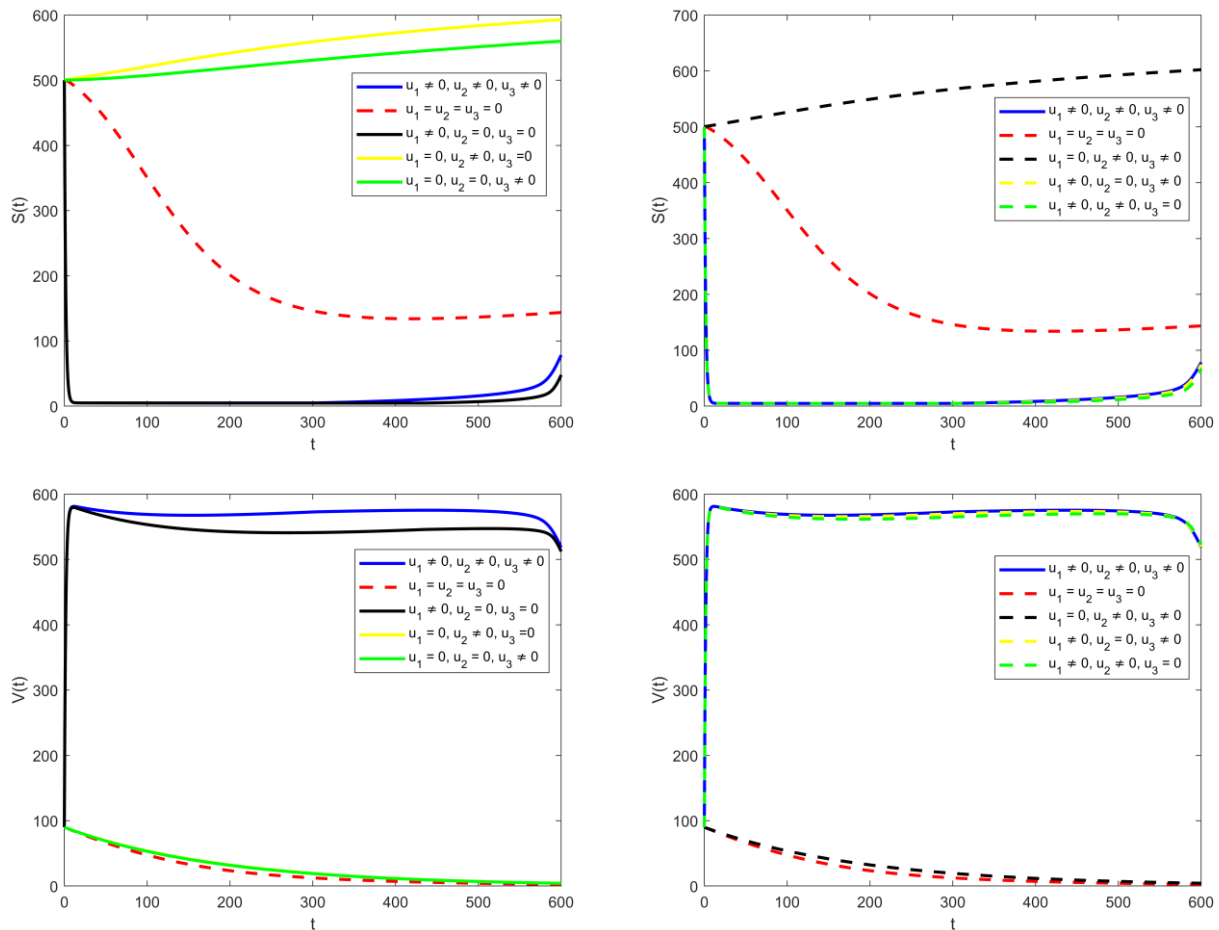 600
500
400
300
200
100
0
S(t)
0 100 200 300 400 500 600
t
u₁ ≠ 0, u₂ ≠ 0, u₃ ≠ 0
u₁ = u₂ = u₃ = 0
u₁ ≠ 0, u₂ = 0, u₃ = 0
u₁ = 0, u₂ ≠ 0, u₃ =0
u₁ = 0, u₂ = 0, u₃ ≠ 0
700
600
500
400
300
200
100
0
S(t)
0 100 200 300 400 500 600
t
u₁ ≠ 0, u₂ ≠ 0, u₃ ≠ 0
u₁ = u₂ = u₃ = 0
u₁ = 0, u₂ ≠ 0, u₃ ≠ 0
u₁ ≠ 0, u₂ = 0, u₃ ≠ 0
u₁ ≠ 0, u₂ ≠ 0, u₃ = 0
600
500
400
300
200
100
0
V(t)
0 100 200 300 400 500 600
t
u₁ ≠ 0, u₂ ≠ 0, u₃ ≠ 0
u₁ = u₂ = u₃ = 0
u₁ ≠ 0, u₂ = 0, u₃ = 0
u₁ = 0, u₂ ≠ 0, u₃ =0
u₁ = 0, u₂ = 0, u₃ ≠ 0
600
500
400
300
200
100
0
V(t)
0 100 200 300 400 500 600
t
u₁ ≠ 0, u₂ ≠ 0, u₃ ≠ 0
u₁ = u₂ = u₃ = 0
u₁ = 0, u₂ ≠ 0, u₃ ≠ 0
u₁ ≠ 0, u₂ = 0, u₃ ≠ 0
u₁ ≠ 0, u₂ ≠ 0, u₃ = 0